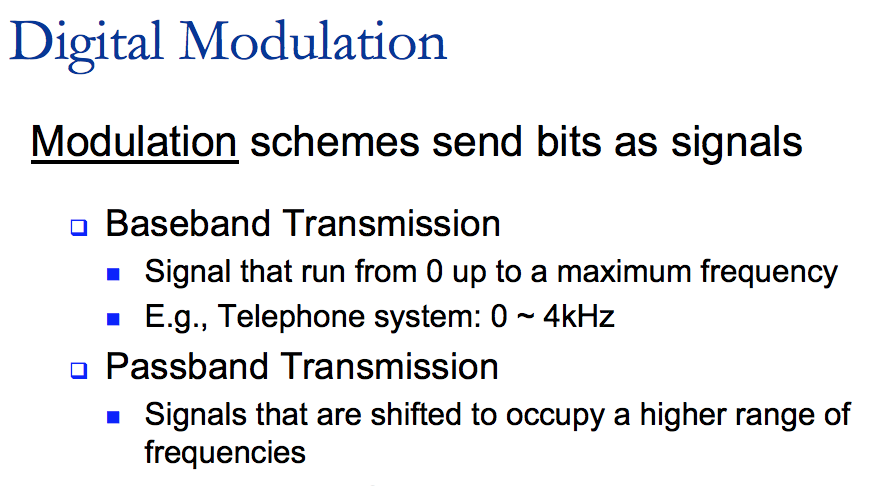 Digital Modulation
Modulation schemes send bits as signals
Baseband Transmission
Signal that run from 0 up to a maximum frequency
E.g., Telephone system: 0 ~ 4kHz
Passband Transmission
Signals that are shifted to occupy a higher range of
frequencies